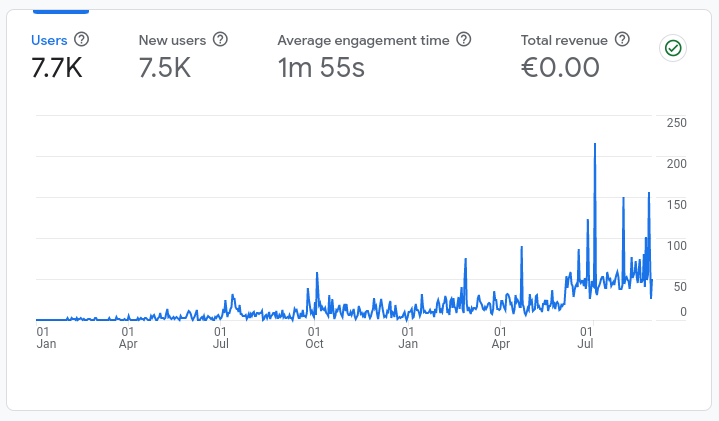 Users New users Average engagement time Total revenue
7.7K 7.5K 1m 55s €0.00
250
200
150
100
50
0
01 01 01 01 01 01 01
Jan Apr Jul Oct Jan Apr Jul